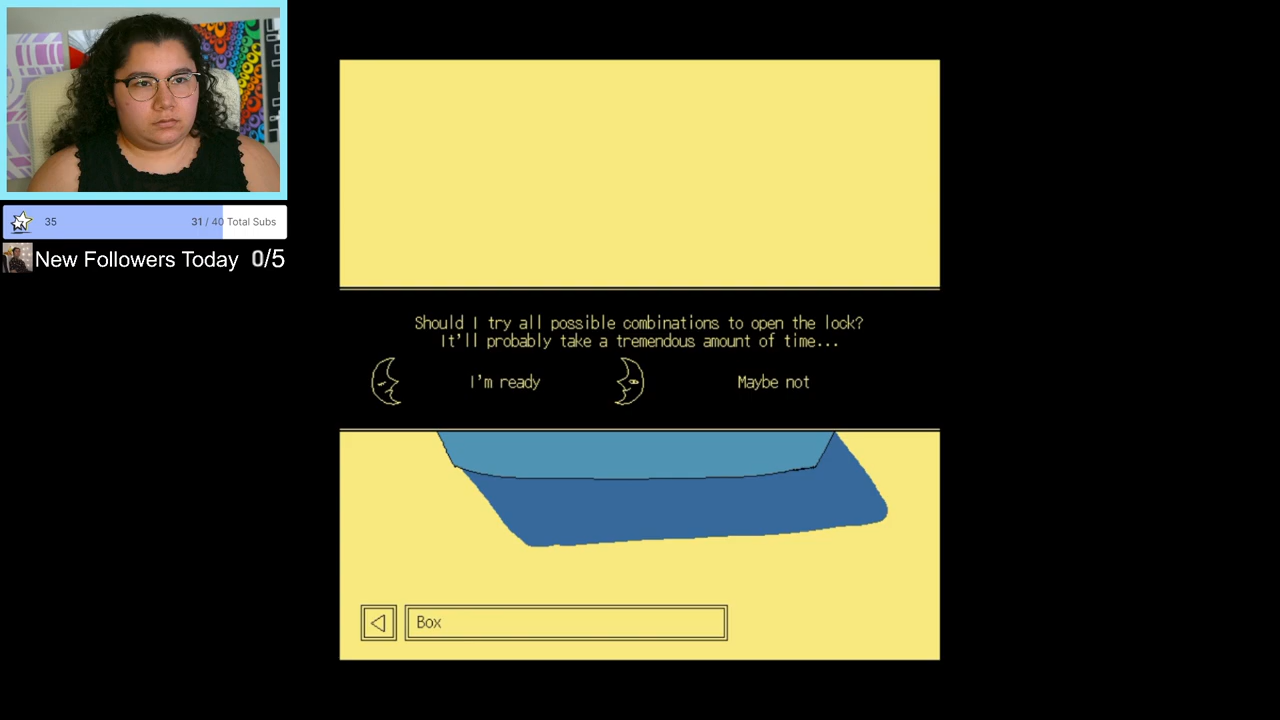 35
31 / 40 Total Subs
New Followers Today 0/5
Should I try all possible combinations to open the lock?
It'll probably take a tremendous amount of time...
I'm ready
Maybe not
Box